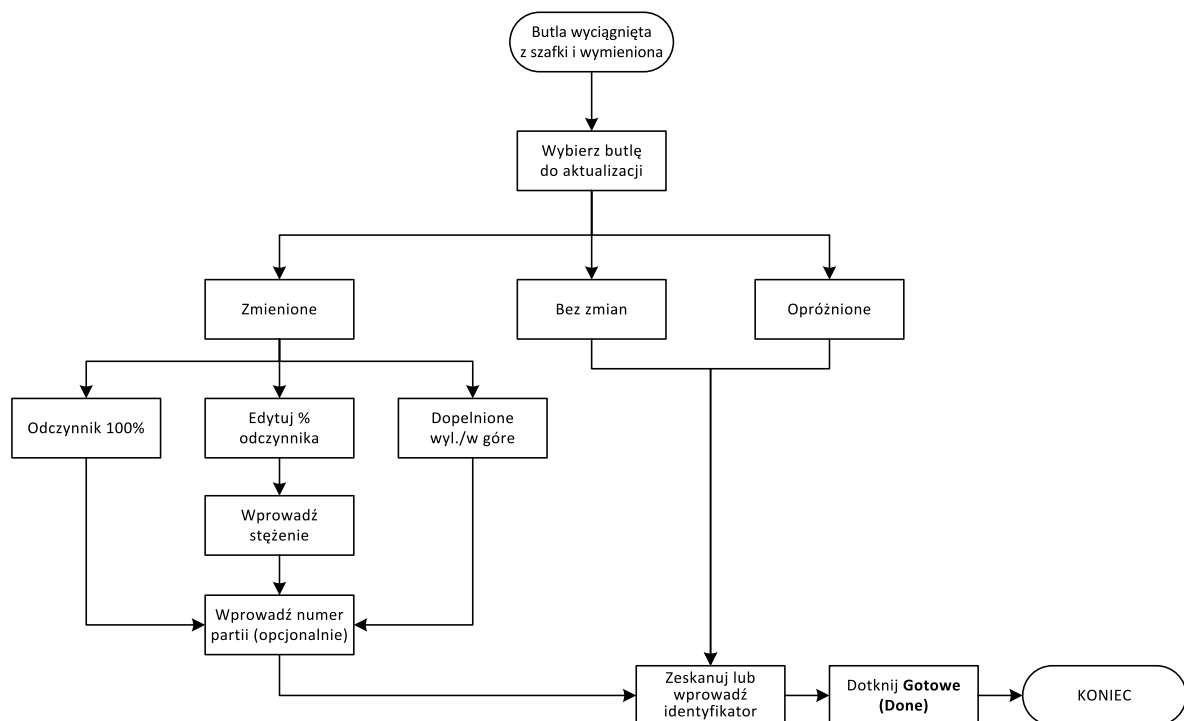 Butla wyciągnięta
z szafki i wymieniona
Wybierz butlę
do aktualizacji
Zmienione
Bez zmian
Opróżnione
Odczynnik 100%
Edytuj %
odczynnika
Dopelnione
wyl./w góre
Wprowadź
stężenie
Wprowadź numer
partii (opcjonalnie)
Zeskanuj lub
wprowadź
identyfikator
Dotknij Gotowe
(Done)
KONIEC